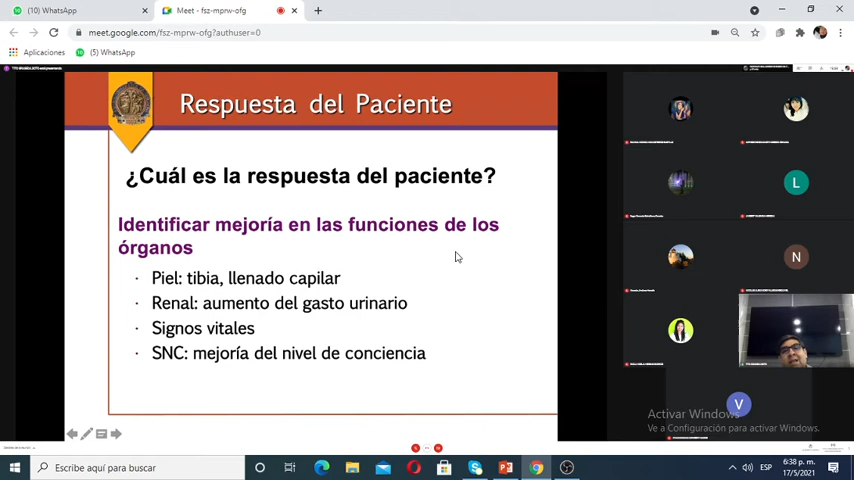 WhatsApp
Meet - fsz-mprw-ofg
meet.google.com/fsz-mprw-ofg?authuser=0
Aplicaciones
(5) WhatsApp
Respuesta del Paciente
¿Cuál es la respuesta del paciente?
Identificar mejoría en las funciones de los
órganos
· Piel: tibia, llenado capilar
· Renal: aumento del gasto urinario
· Signos vitales
· SNC: mejoría del nivel de conciencia
L
N
V
Activar Windows
Ve a Configuración para activar Windows.
Escribe aquí para buscar
ESP
6:38 p. m.
17/5/2021